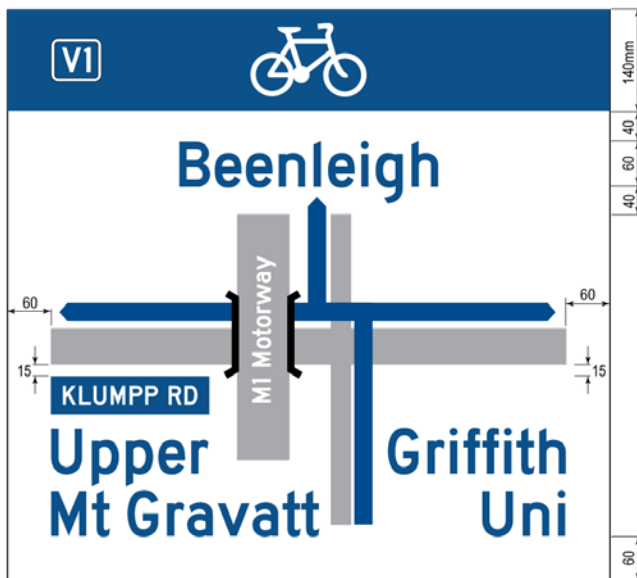 V1
140mm
40
60
40
Beenleigh
M1 Motorway
60
60
15
15
KLUMPP RD
Upper
Mt Gravatt
Griffith
Uni
60